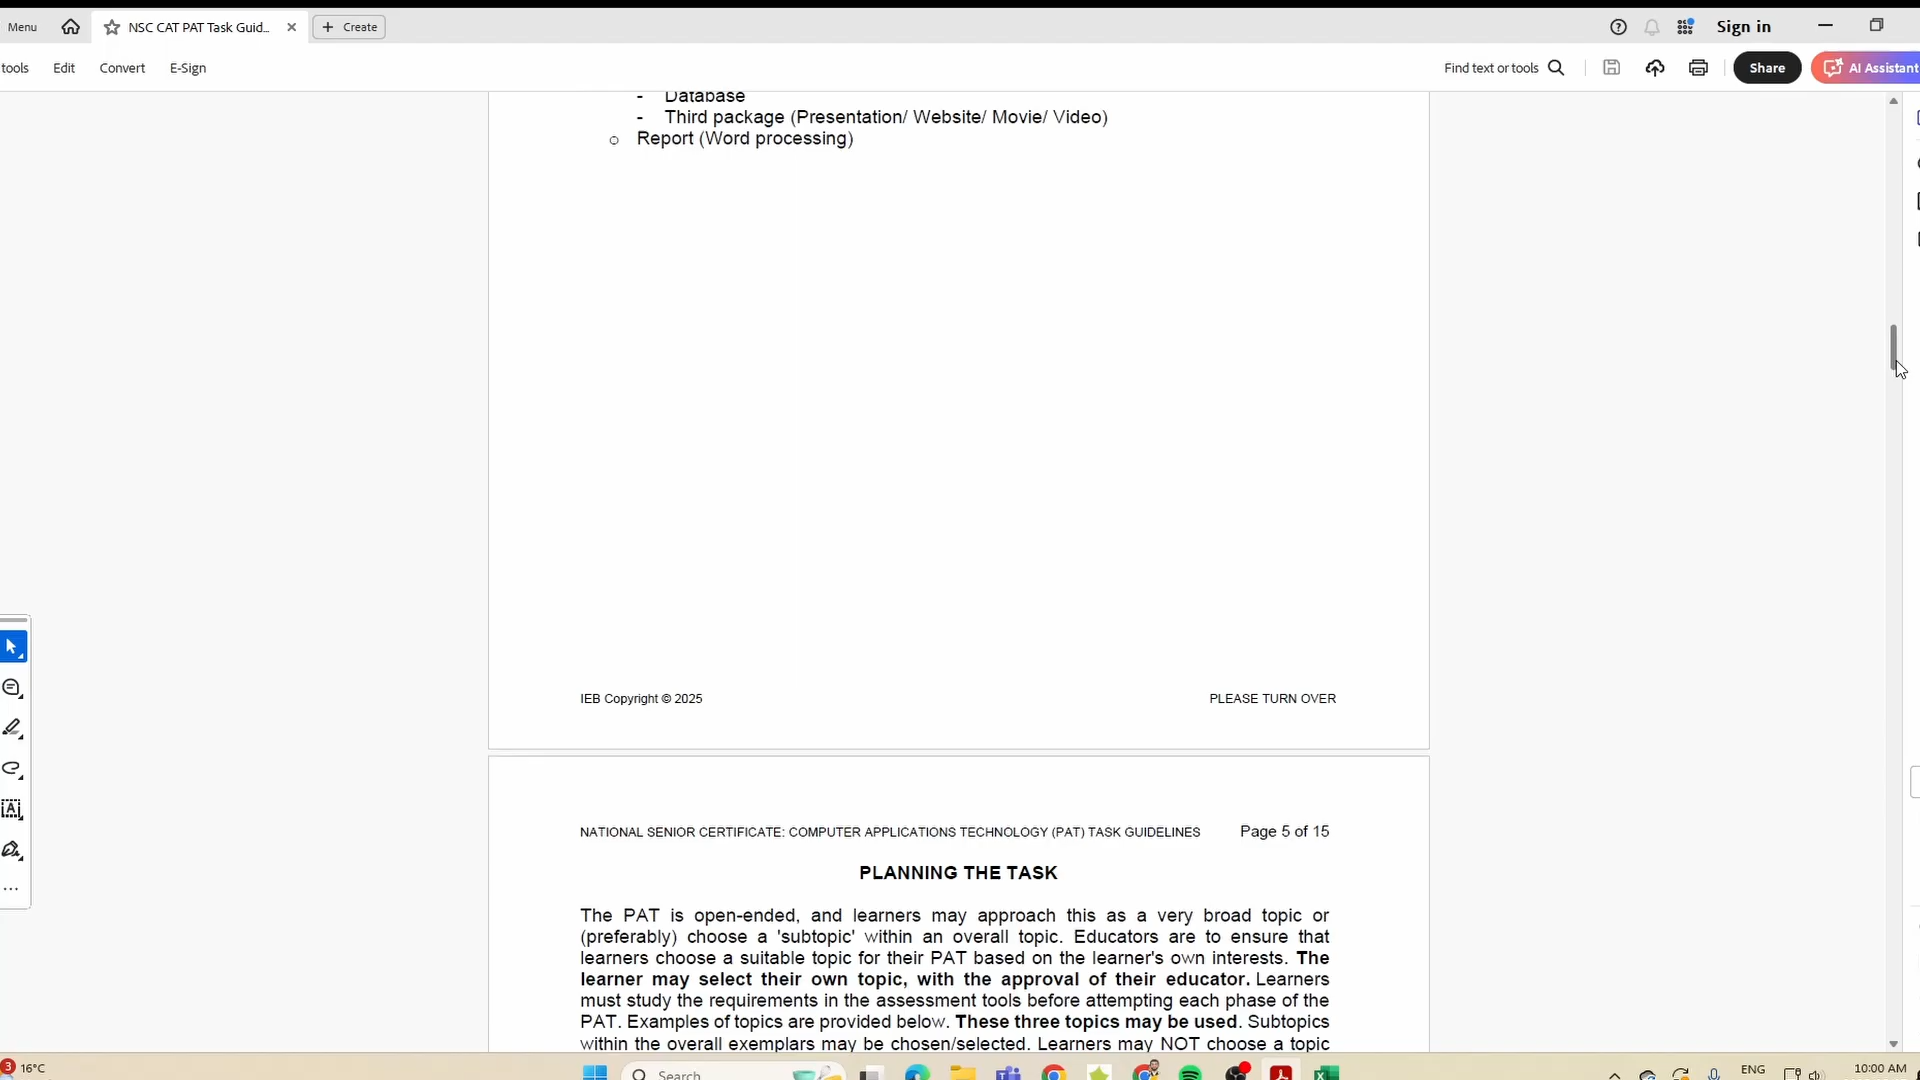 Menu
NSC CAT PAT Task Guid...
Create
Sign in
tools
Edit
Convert
E-Sign
Find text or tools
Share
AI Assistant
- Database
- Third package (Presentation/ Website/ Movie/ Video)
o Report (Word processing)
IEB Copyright © 2025
PLEASE TURN OVER
NATIONAL SENIOR CERTIFICATE: COMPUTER APPLICATIONS TECHNOLOGY (PAT) TASK GUIDELINES
Page 5 of 15
PLANNING THE TASK
The PAT is open-ended, and learners may approach this as a very broad topic or
(preferably) choose a 'subtopic' within an overall topic. Educators are to ensure that
learners choose a suitable topic for their PAT based on the learner's own interests. The
learner may select their own topic, with the approval of their educator. Learners
must study the requirements in the assessment tools before attempting each phase of the
PAT. Examples of topics are provided below. These three topics may be used. Subtopics
within the overall exemplars may be chosen/selected. Learners may NOT choose a topic
3
16°C
Search
ENG
10:00 AM